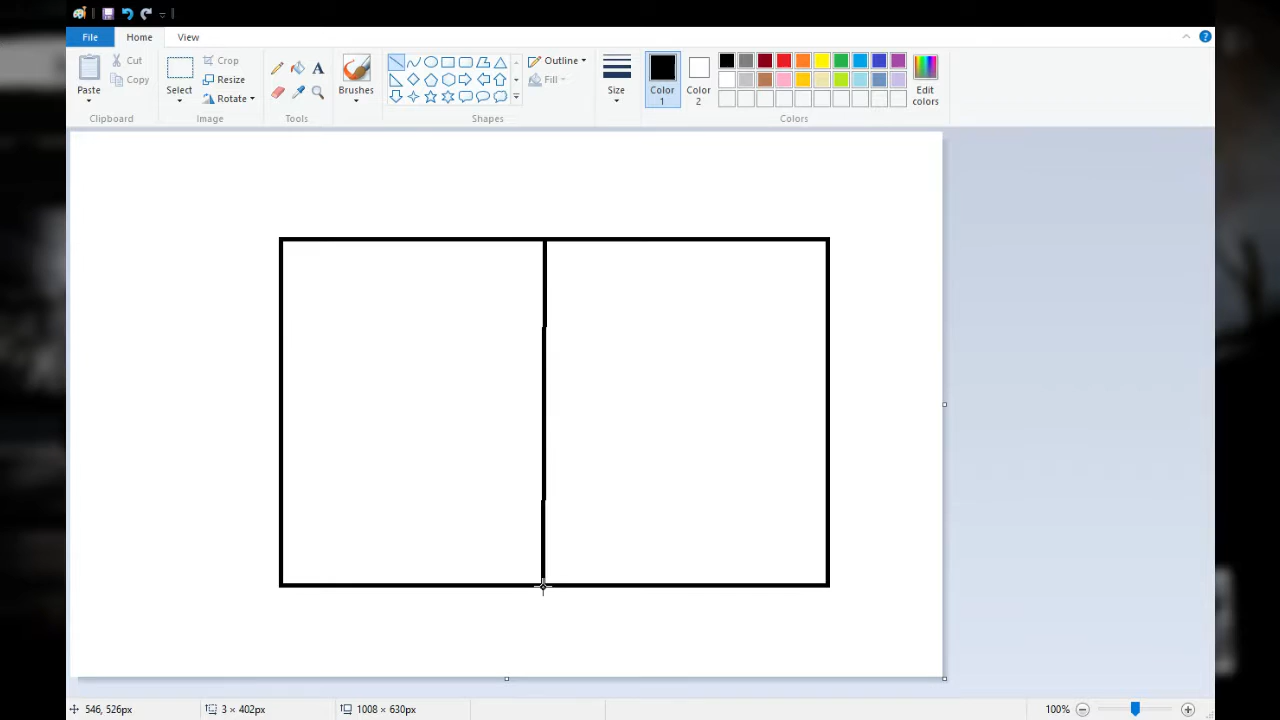 File Home View
Paste
Cut
Copy
Clipboard
Select
Crop
Resize
Rotate
Image
A
Tools
Brushes
Outline
Fill
Shapes
Size
Color
1
Color
2
Edit
colors
Colors
?
546, 526px 3 × 402px 1008 × 630px 100%